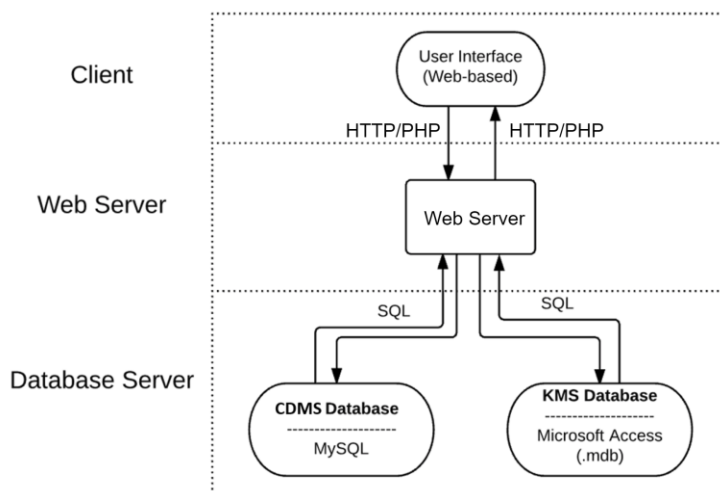 Client
User Interface
(Web-based)
HTTP/PHP
HTTP/PHP
Web Server
Web Server
SQL
SQL
Database Server
CDMS Database
--------------------
MySQL
KMS Database
--------------------
Microsoft Access
(.mdb)